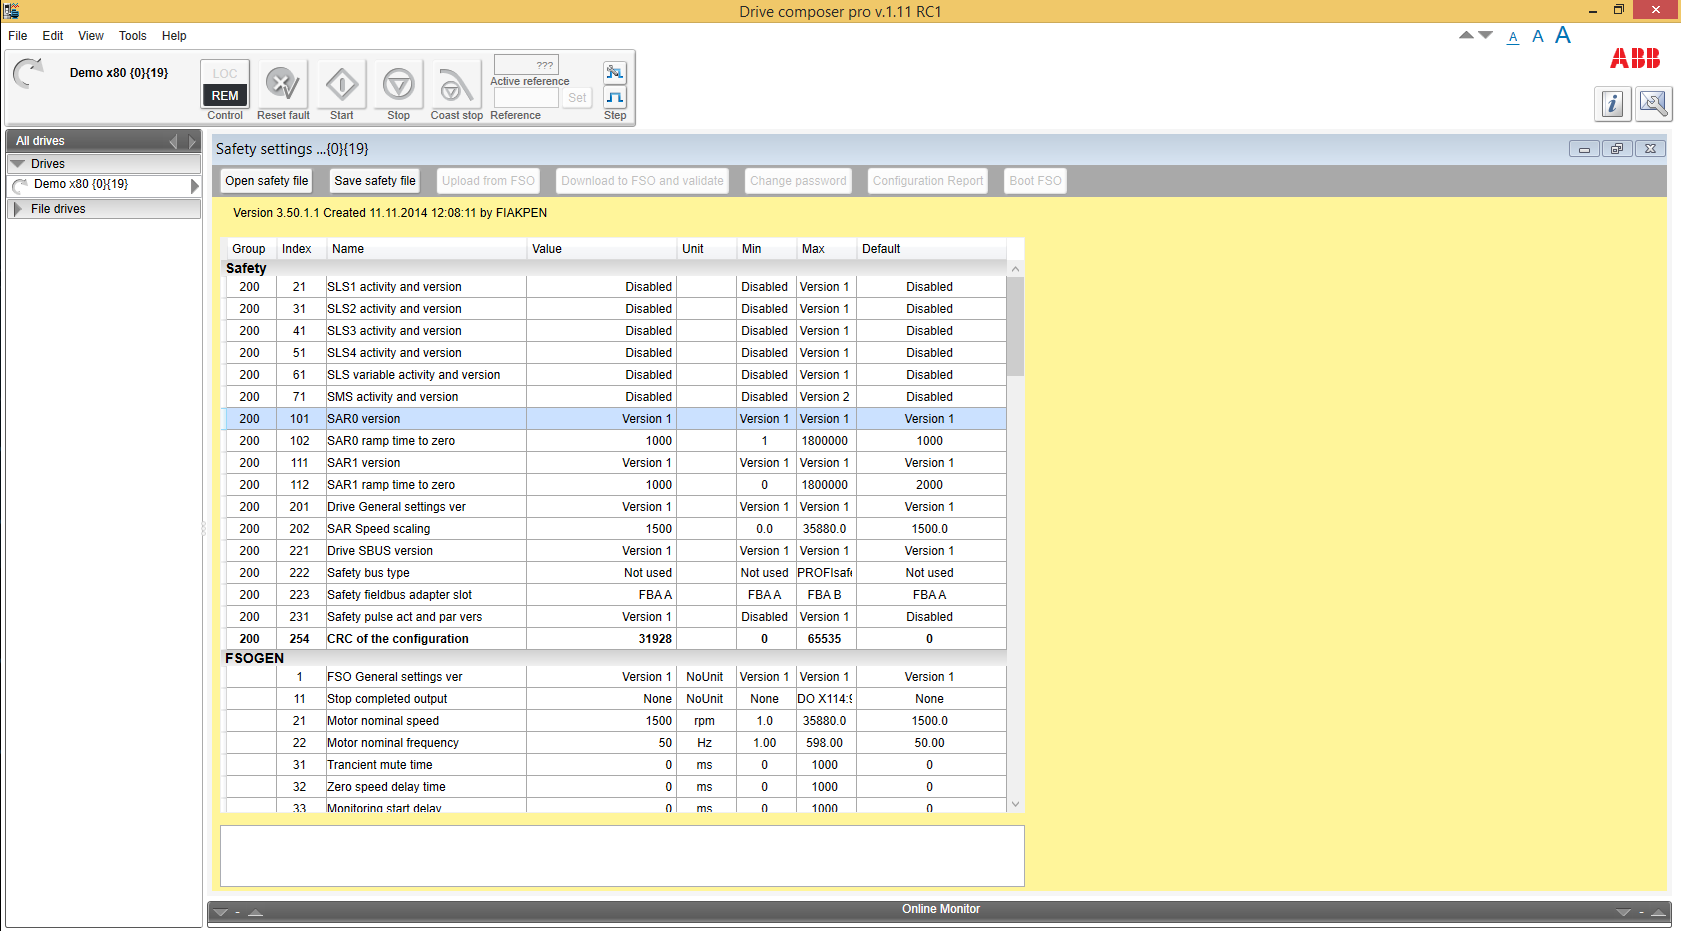 Drive composer pro v.1.11 RC1
File Edit View Tools Help
A A A
ABB
Demo x80 {0}{19}
LOC
REM
Control
Reset fault
Start
Stop
Coast stop
???
Active reference
Set
Reference
Step
All drives
Drives
Demo x80 {0}{19}
File drives
Safety settings ...{0}{19}
Open safety file Save safety file Upload from FSO Download to FSO and validate Change password Configuration Report Boot FSO
Version 3.50.1.1 Created 11.11.2014 12:08:11 by FIAKPEN
Group Index Name Value Unit Min Max Default
Safety
200 21 SLS1 activity and version Disabled Disabled Version 1 Disabled
200 31 SLS2 activity and version Disabled Disabled Version 1 Disabled
200 41 SLS3 activity and version Disabled Disabled Version 1 Disabled
200 51 SLS4 activity and version Disabled Disabled Version 1 Disabled
200 61 SLS variable activity and version Disabled Disabled Version 1 Disabled
200 71 SMS activity and version Disabled Disabled Version 2 Disabled
200 101 SAR0 version Version 1 Version 1 Version 1 Version 1
200 102 SAR0 ramp time to zero 1000 1 1800000 1000
200 111 SAR1 version Version 1 Version 1 Version 1 Version 1
200 112 SAR1 ramp time to zero 1000 0 1800000 2000
200 201 Drive General settings ver Version 1 Version 1 Version 1 Version 1
200 202 SAR Speed scaling 1500 0.0 35880.0 1500.0
200 221 Drive SBUS version Version 1 Version 1 Version 1 Version 1
200 222 Safety bus type Not used Not used PROFIsafe Not used
200 223 Safety fieldbus adapter slot FBA A FBA A FBA B FBA A
200 231 Safety pulse act and par vers Version 1 Disabled Version 1 Disabled
200 254 CRC of the configuration 31928 0 65535 0
FSOGEN
1 FSO General settings ver Version 1 NoUnit Version 1 Version 1 Version 1
11 Stop completed output None NoUnit None DO X114:9 None
21 Motor nominal speed 1500 rpm 1.0 35880.0 1500.0
22 Motor nominal frequency 50 Hz 1.00 598.00 50.00
31 Trancient mute time 0 ms 0 1000 0
32 Zero speed delay time 0 ms 0 1000 0
33 Monitoring start delay 0 ms 0 1000 0
Online Monitor